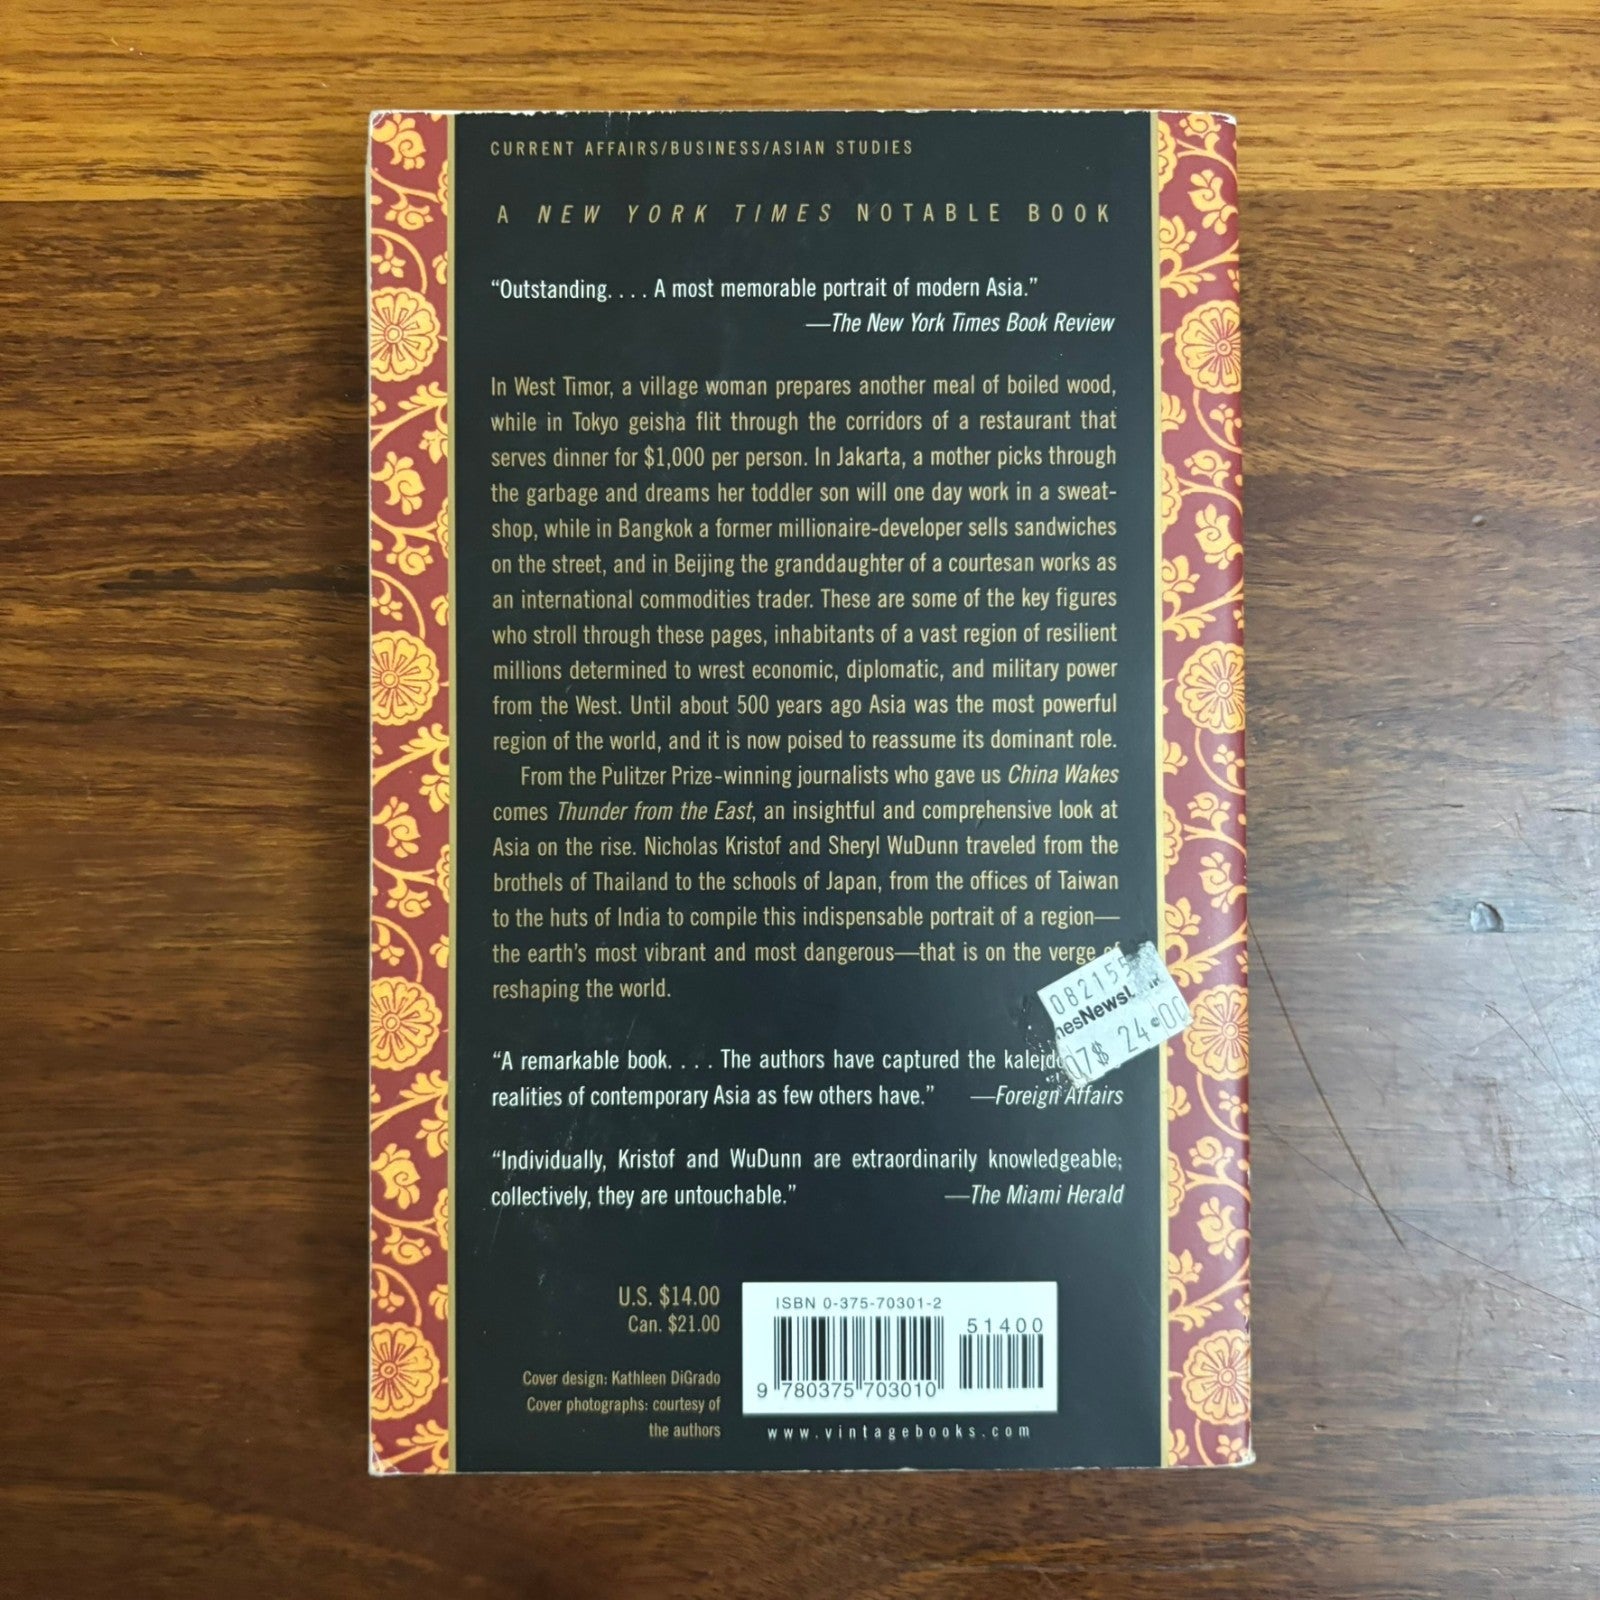 CURRENT AFFAIRS/BUSINESS/ASIAN STUDIES
A NEW YORK TIMES NOTABLE BOOK
“Outstanding. . . . A most memorable portrait of modern Asia.”
—The New York Times Book Review
In West Timor, a village woman prepares another meal of boiled wood,
while in Tokyo geisha flit through the corridors of a restaurant that
serves dinner for $1,000 per person. In Jakarta, a mother picks through
the garbage and dreams her toddler son will one day work in a sweat-
shop, while in Bangkok a former millionaire-developer sells sandwiches
on the street, and in Beijing the granddaughter of a courtesan works as
an international commodities trader. These are some of the key figures
who stroll through these pages, inhabitants of a vast region of resilient
millions determined to wrest economic, diplomatic, and military power
from the West. Until about 500 years ago Asia was the most powerful
region of the world, and it is now poised to reassume its dominant role.
From the Pulitzer Prize-winning journalists who gave us China Wakes
comes Thunder from the East, an insightful and comprehensive look at
Asia on the rise. Nicholas Kristof and Sheryl WuDunn traveled from the
brothels of Thailand to the schools of Japan, from the offices of Taiwan
to the huts of India to compile this indispensable portrait of a region—
the earth’s most vibrant and most dangerous—that is on the verge of
reshaping the world.
082155
07$ 24.00
“A remarkable book. . . . The authors have captured the
realities of contemporary Asia as few others have.” —Foreign Affairs
“Individually, Kristof and WuDunn are extraordinarily knowledgeable;
collectively, they are untouchable.” —The Miami Herald
U.S. $14.00
Can. $21.00
Cover design: Kathleen DiGrado
Cover photographs: courtesy of
the authors
ISBN 0-375-70301-2
51400
9 780375 703010
www.vintagebooks.com